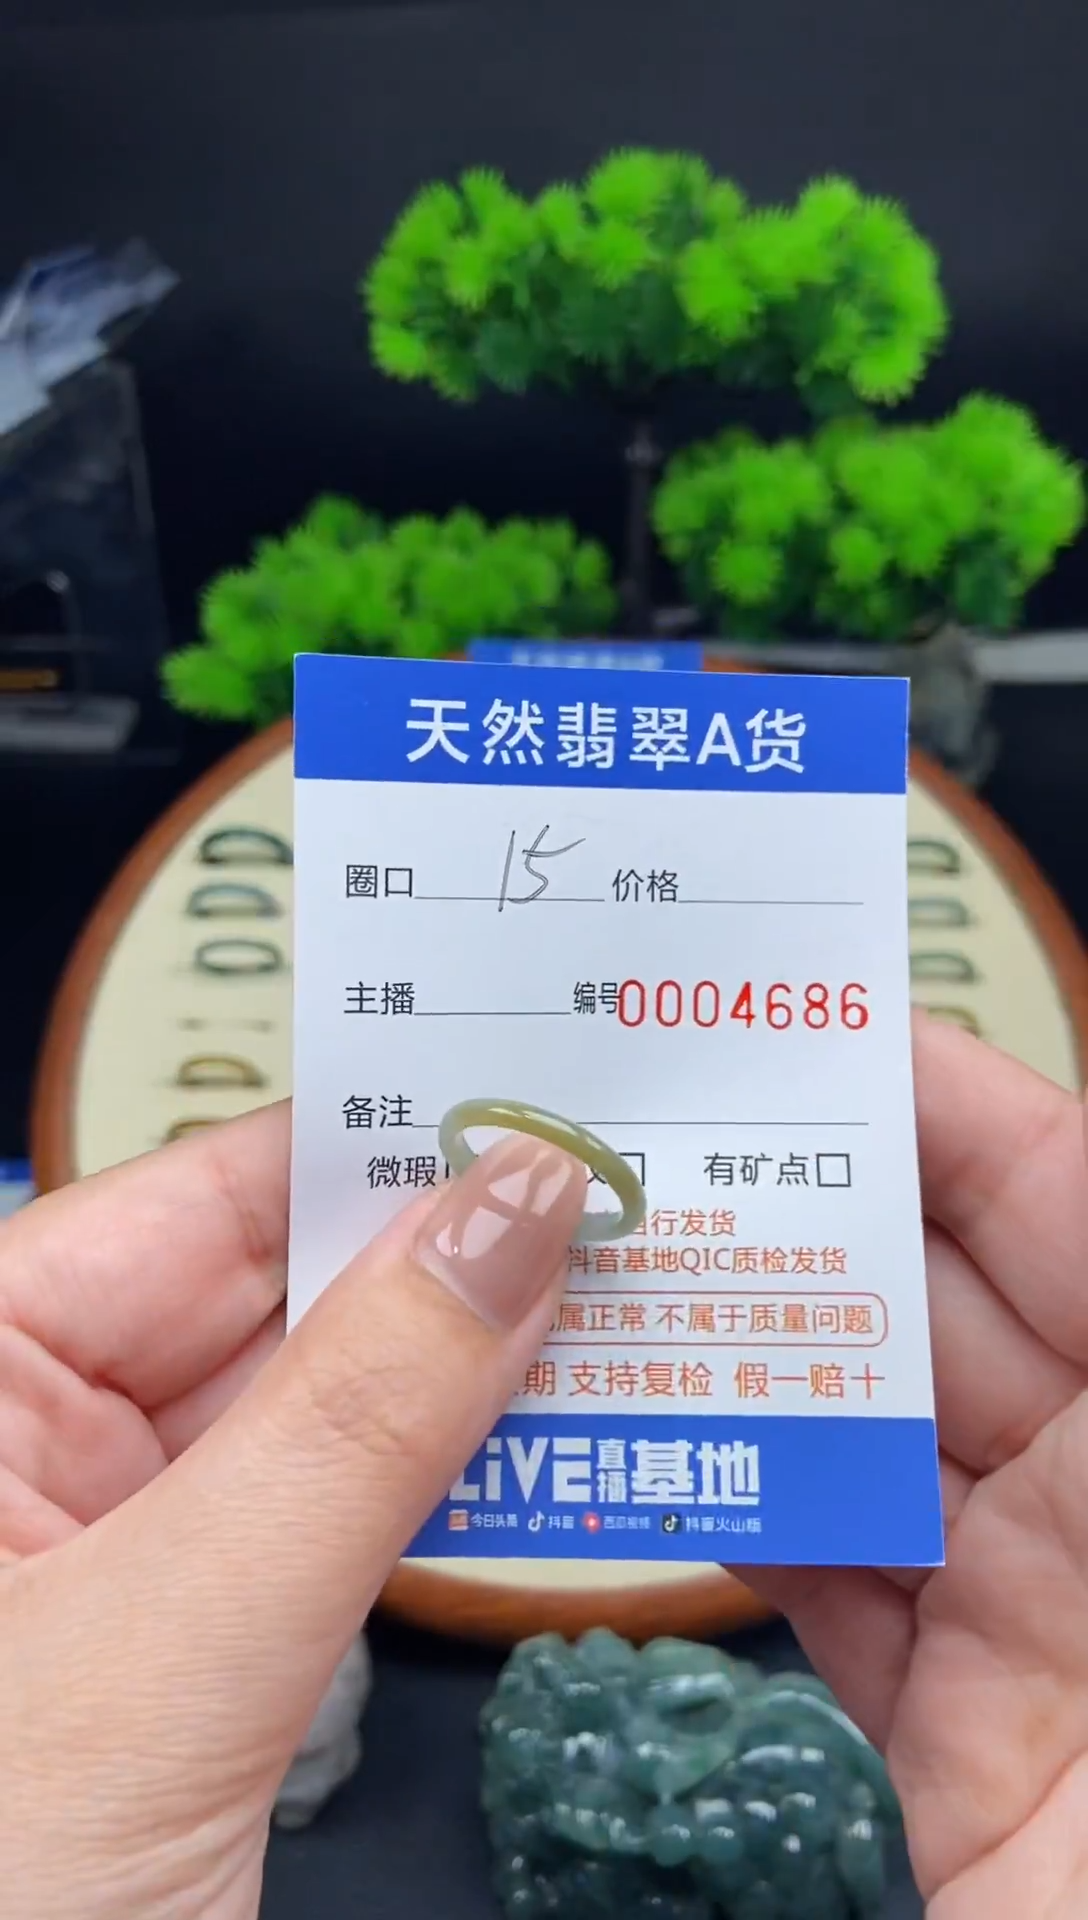 天然翡翠A货
圈口 15 价格
主播 编号0004686
备注
微瑕 有矿点
自行发货
抖音基地QIC质检发货
属正常 不属于质量问题
期 支持复检 假一赔十
LiVE直播基地
今日头条 抖音 西瓜视频 抖音火山版